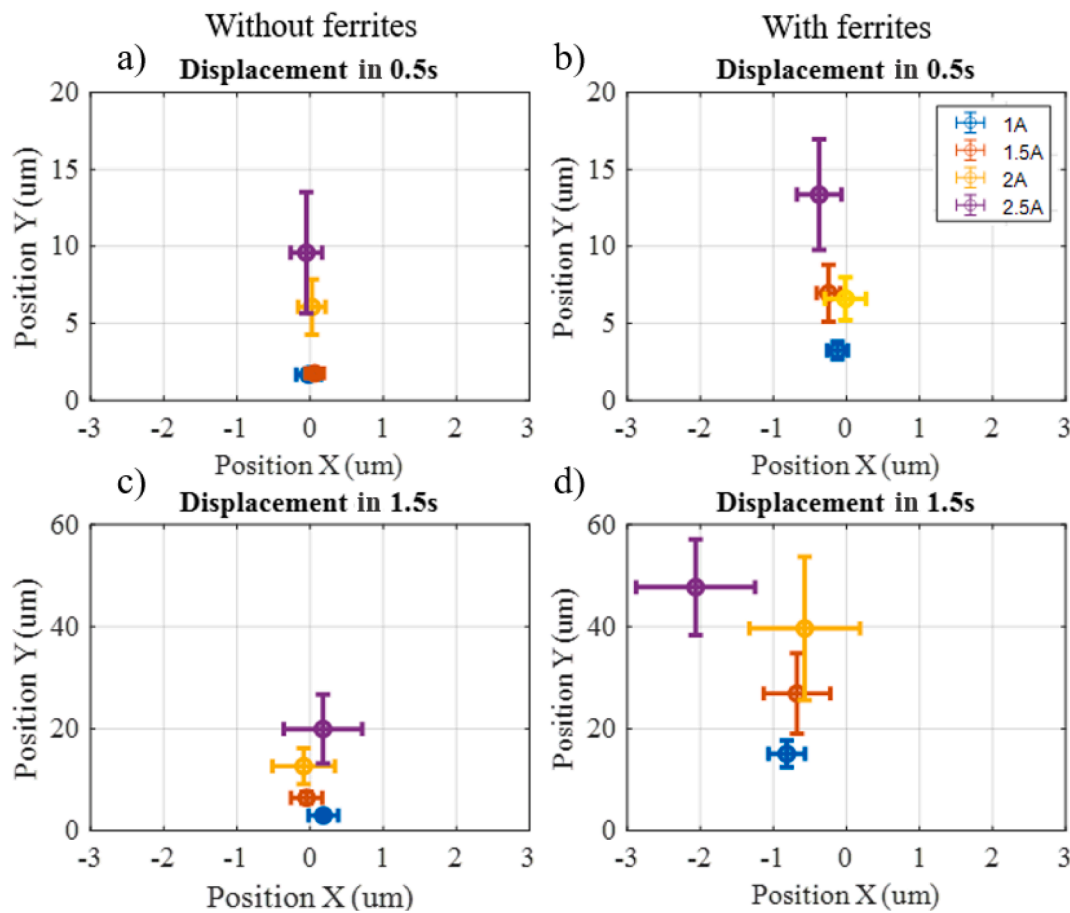 Without ferrites
With ferrites
a)
Displacement in 0.5s
20
15
10
5
0
Position Y (um)
-3 -2 -1 0 1 2 3
Position X (um)
b)
Displacement in 0.5s
1A
1.5A
2A
2.5A
20
15
10
5
0
Position Y (um)
-3 -2 -1 0 1 2 3
Position X (um)
c)
Displacement in 1.5s
60
40
20
0
Position Y (um)
-3 -2 -1 0 1 2 3
Position X (um)
d)
Displacement in 1.5s
60
40
20
0
Position Y (um)
-3 -2 -1 0 1 2 3
Position X (um)